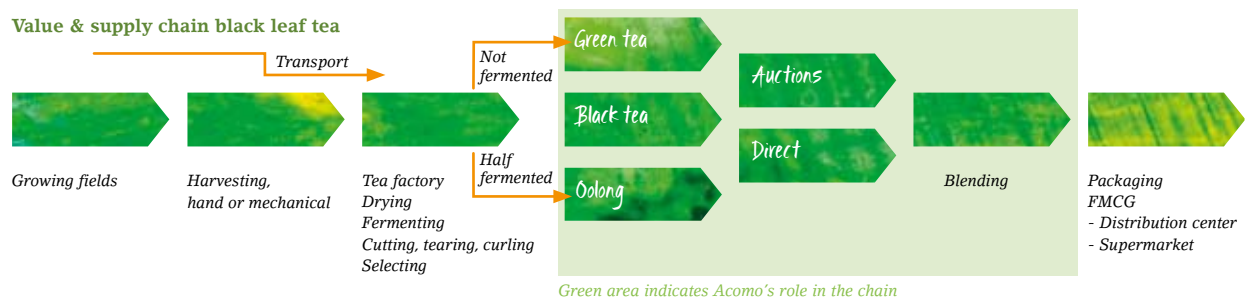 Value & supply chain black leaf tea
Transport
Not
fermented
Half
fermented
Green tea
Black tea
Oolong
Auctions
Direct
Growing fields
Harvesting,
hand or mechanical
Tea factory
Drying
Fermenting
Cutting, tearing, curling
Selecting
Blending
Packaging
FMCG
- Distribution center
- Supermarket
Green area indicates Acomo's role in the chain